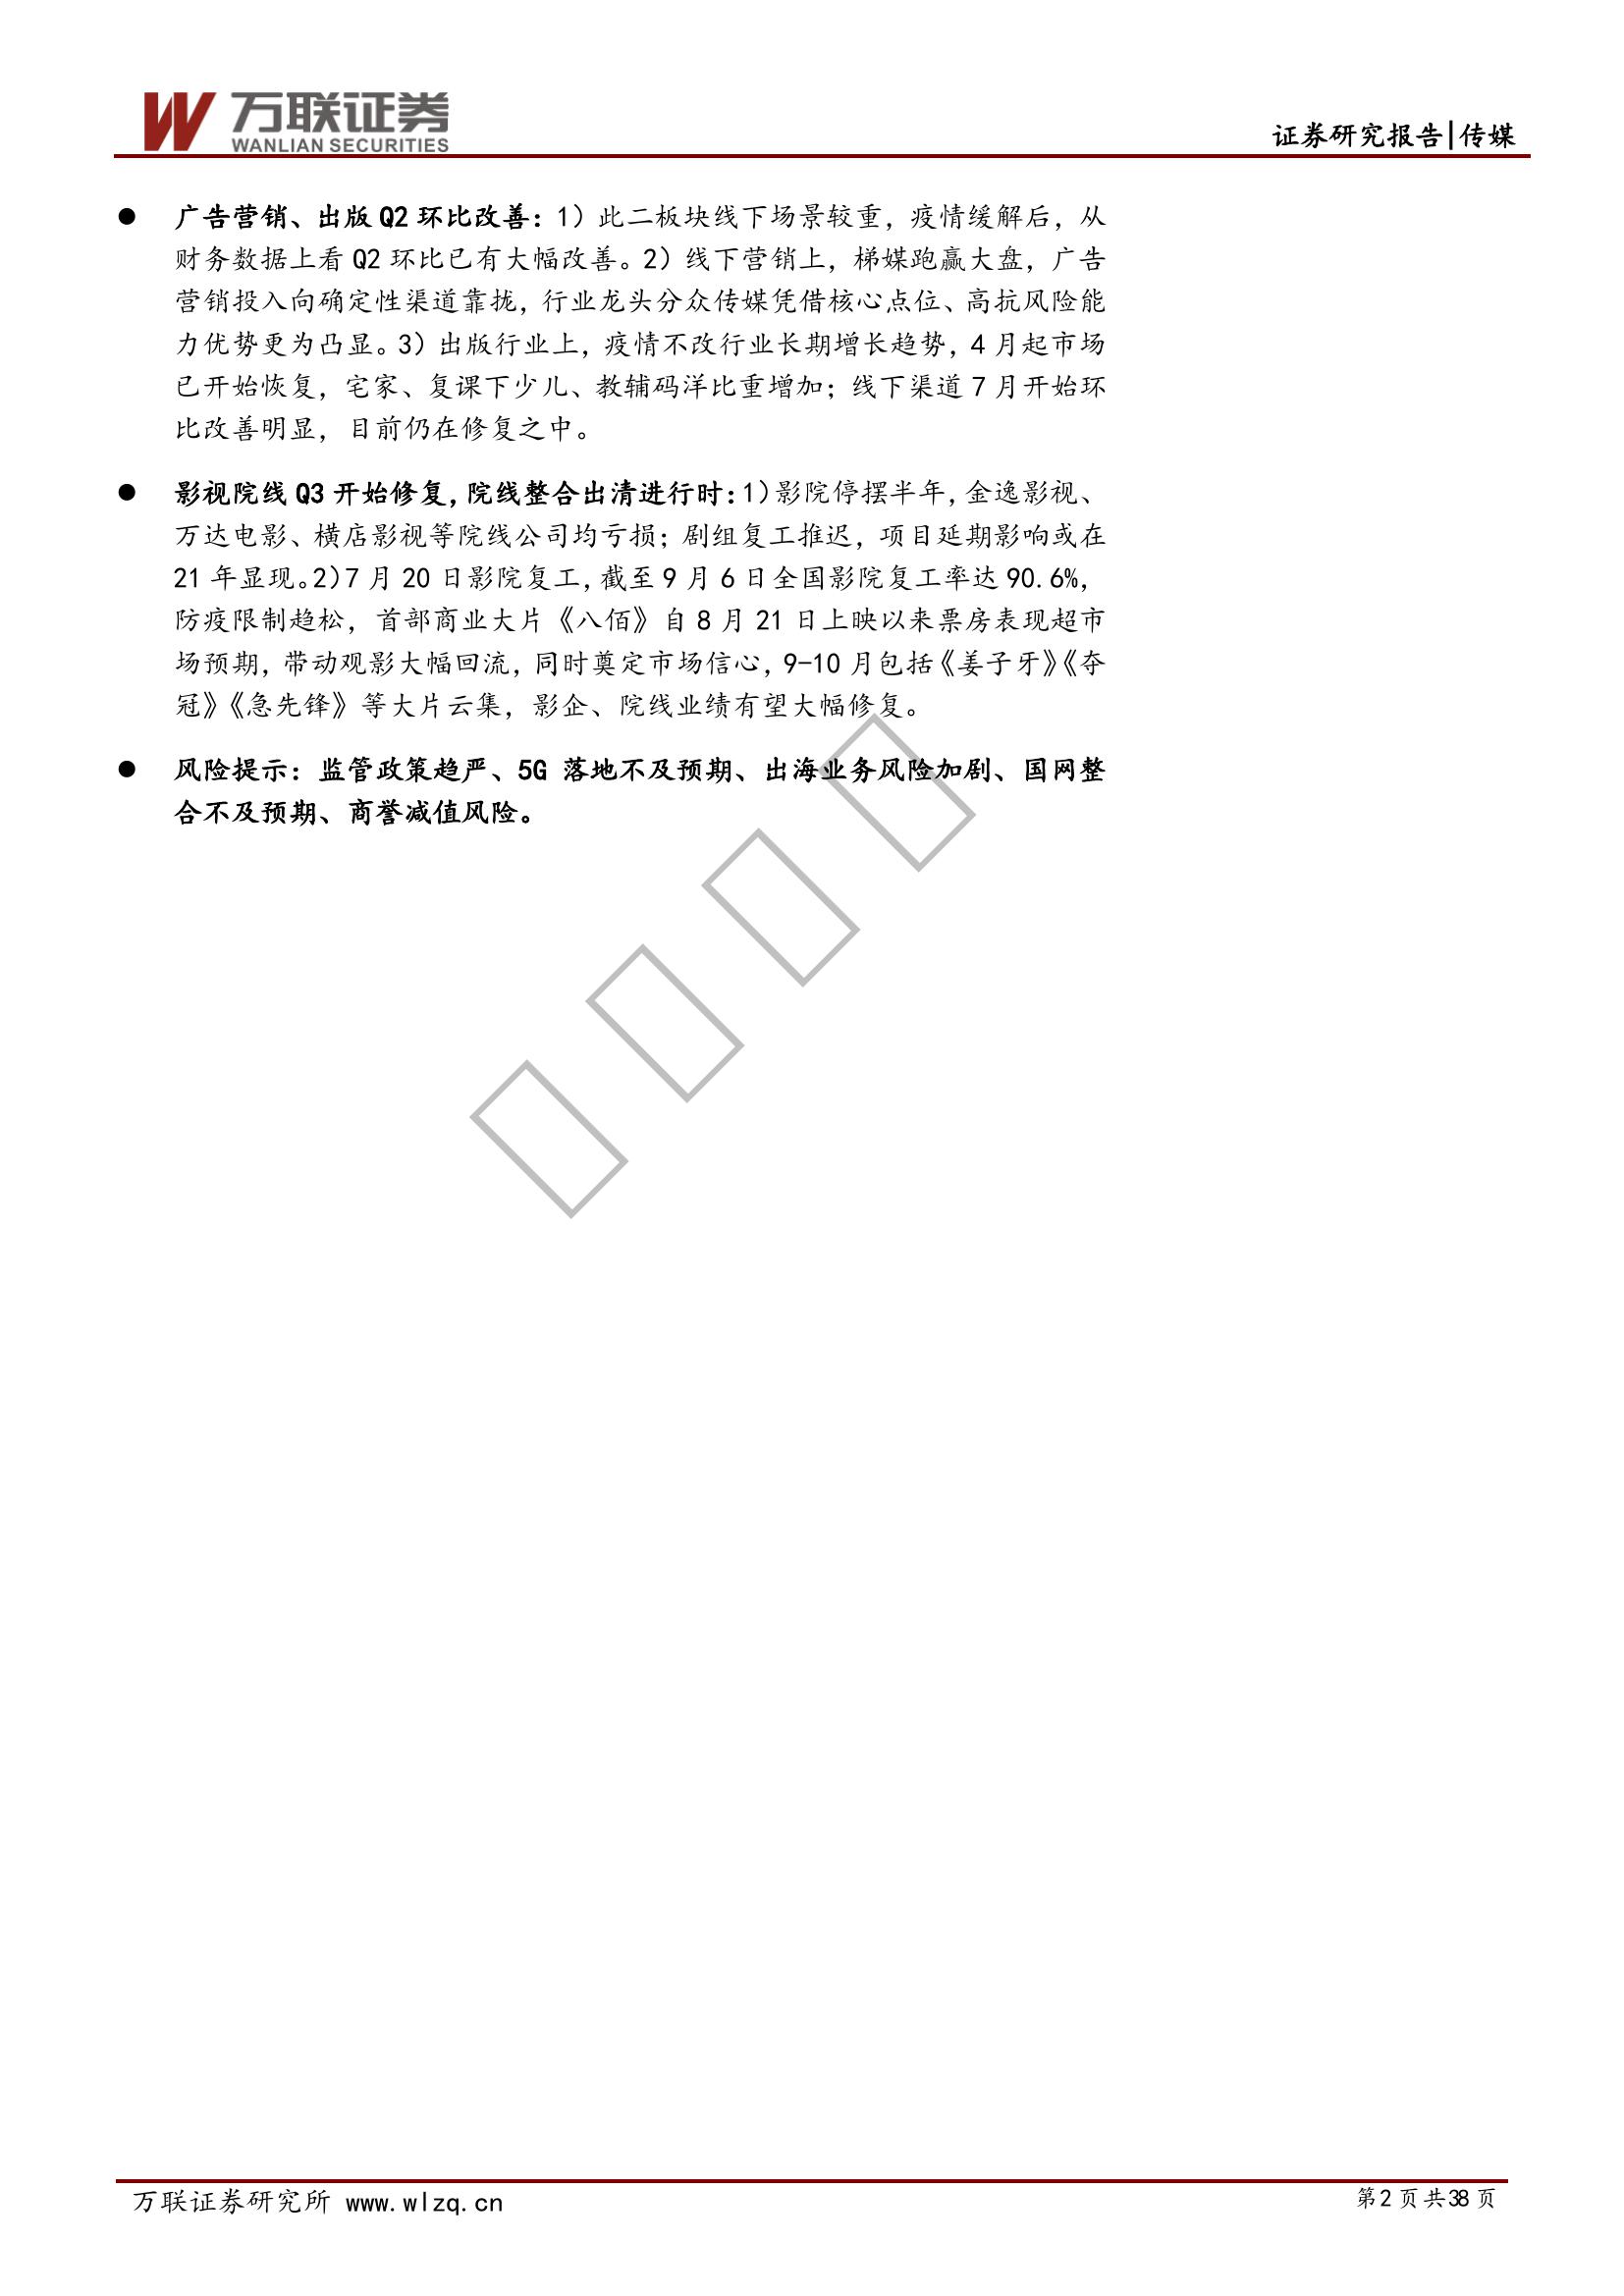 万联证券
WANLIAN SECURITIES
证券研究报告|传媒
● 广告营销、出版 Q2 环比改善：1）此二板块线下场景较重，疫情缓解后，从
财务数据上看 Q2 环比已有大幅改善。2）线下营销上，梯媒跑赢大盘，广告
营销投入向确定性渠道靠拢，行业龙头分众传媒凭借核心点位、高抗风险能
力优势更为凸显。3）出版行业上，疫情不改行业长期增长趋势，4 月起市场
已开始恢复，宅家、复课下少儿、教辅码洋比重增加；线下渠道 7 月开始环
比改善明显，目前仍在修复之中。
● 影视院线 Q3 开始修复，院线整合出清进行时：1）影院停摆半年，金逸影视、
万达电影、横店影视等院线公司均亏损；剧组复工推迟，项目延期影响或在
21 年显现。2）7 月 20 日影院复工，截至 9 月 6 日全国影院复工率达 90.6%，
防疫限制趋松，首部商业大片《八佰》自 8 月 21 日上映以来票房表现超市
场预期，带动观影大幅回流，同时奠定市场信心，9-10 月包括《姜子牙》《夺
冠》《急先锋》等大片云集，影企、院线业绩有望大幅修复。
● 风险提示：监管政策趋严、5G 落地不及预期、出海业务风险加剧、国网整
合不及预期、商誉减值风险。
万联证券研究所 www.wlzq.cn
第 2 页 共 38 页